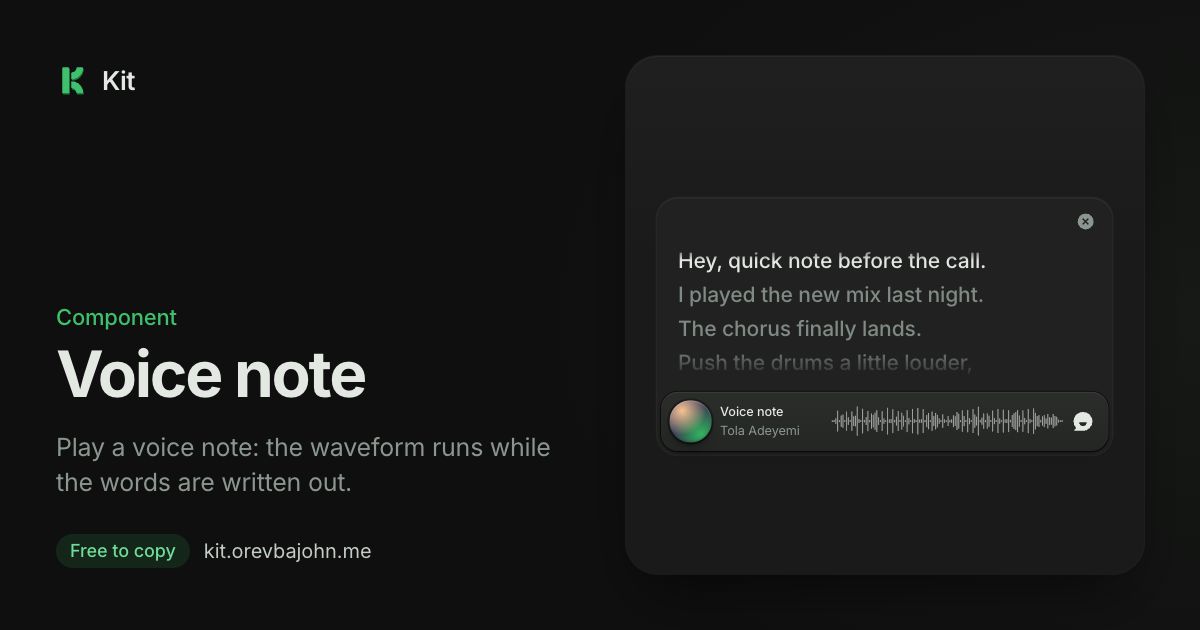 Kit
Component
Voice note
Play a voice note: the waveform runs while
the words are written out.
Free to copy
kit.orevbajohn.me
Hey, quick note before the call.
I played the new mix last night.
The chorus finally lands.
Push the drums a little louder,
Voice note
Tola Adeyemi